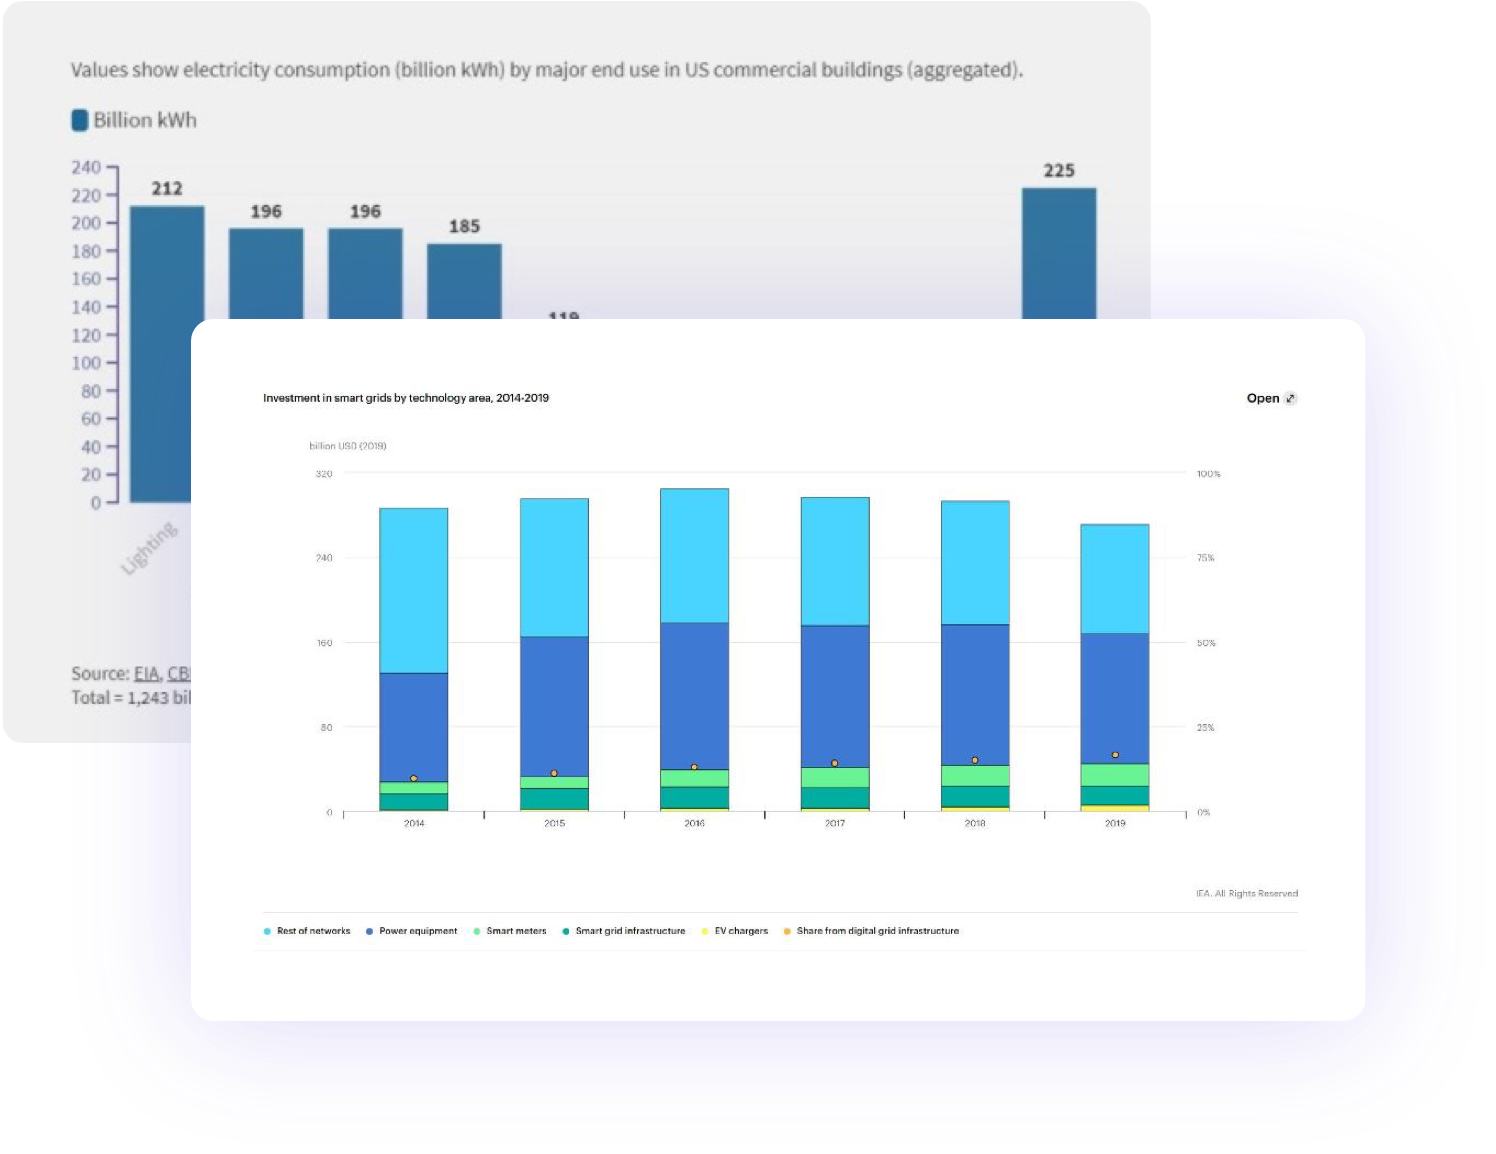 Values show electricity consumption (billion kWh) by major end use in US commercial buildings (aggregated).
Billion kWh
240
220
200
180
160
140
120
100
80
60
40
20
0
212
196
196
185
119
225
Lighting
Source: EIA, CB
Total = 1,243 bil
Investment in smart grids by technology area, 2014-2019
Open
billion USD (2019)
320
240
160
80
0
100%
75%
50%
25%
0%
2014 2015 2016 2017 2018 2019
IEA. All Rights Reserved
Rest of networks Power equipment Smart meters Smart grid infrastructure EV chargers Share from digital grid infrastructure